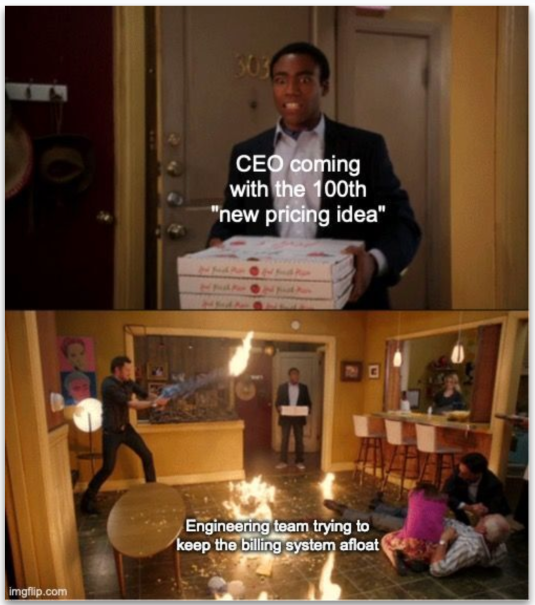 303
CEO coming
with the 100th
"new pricing idea"
Engineering team trying to
keep the billing system afloat
imgflip.com